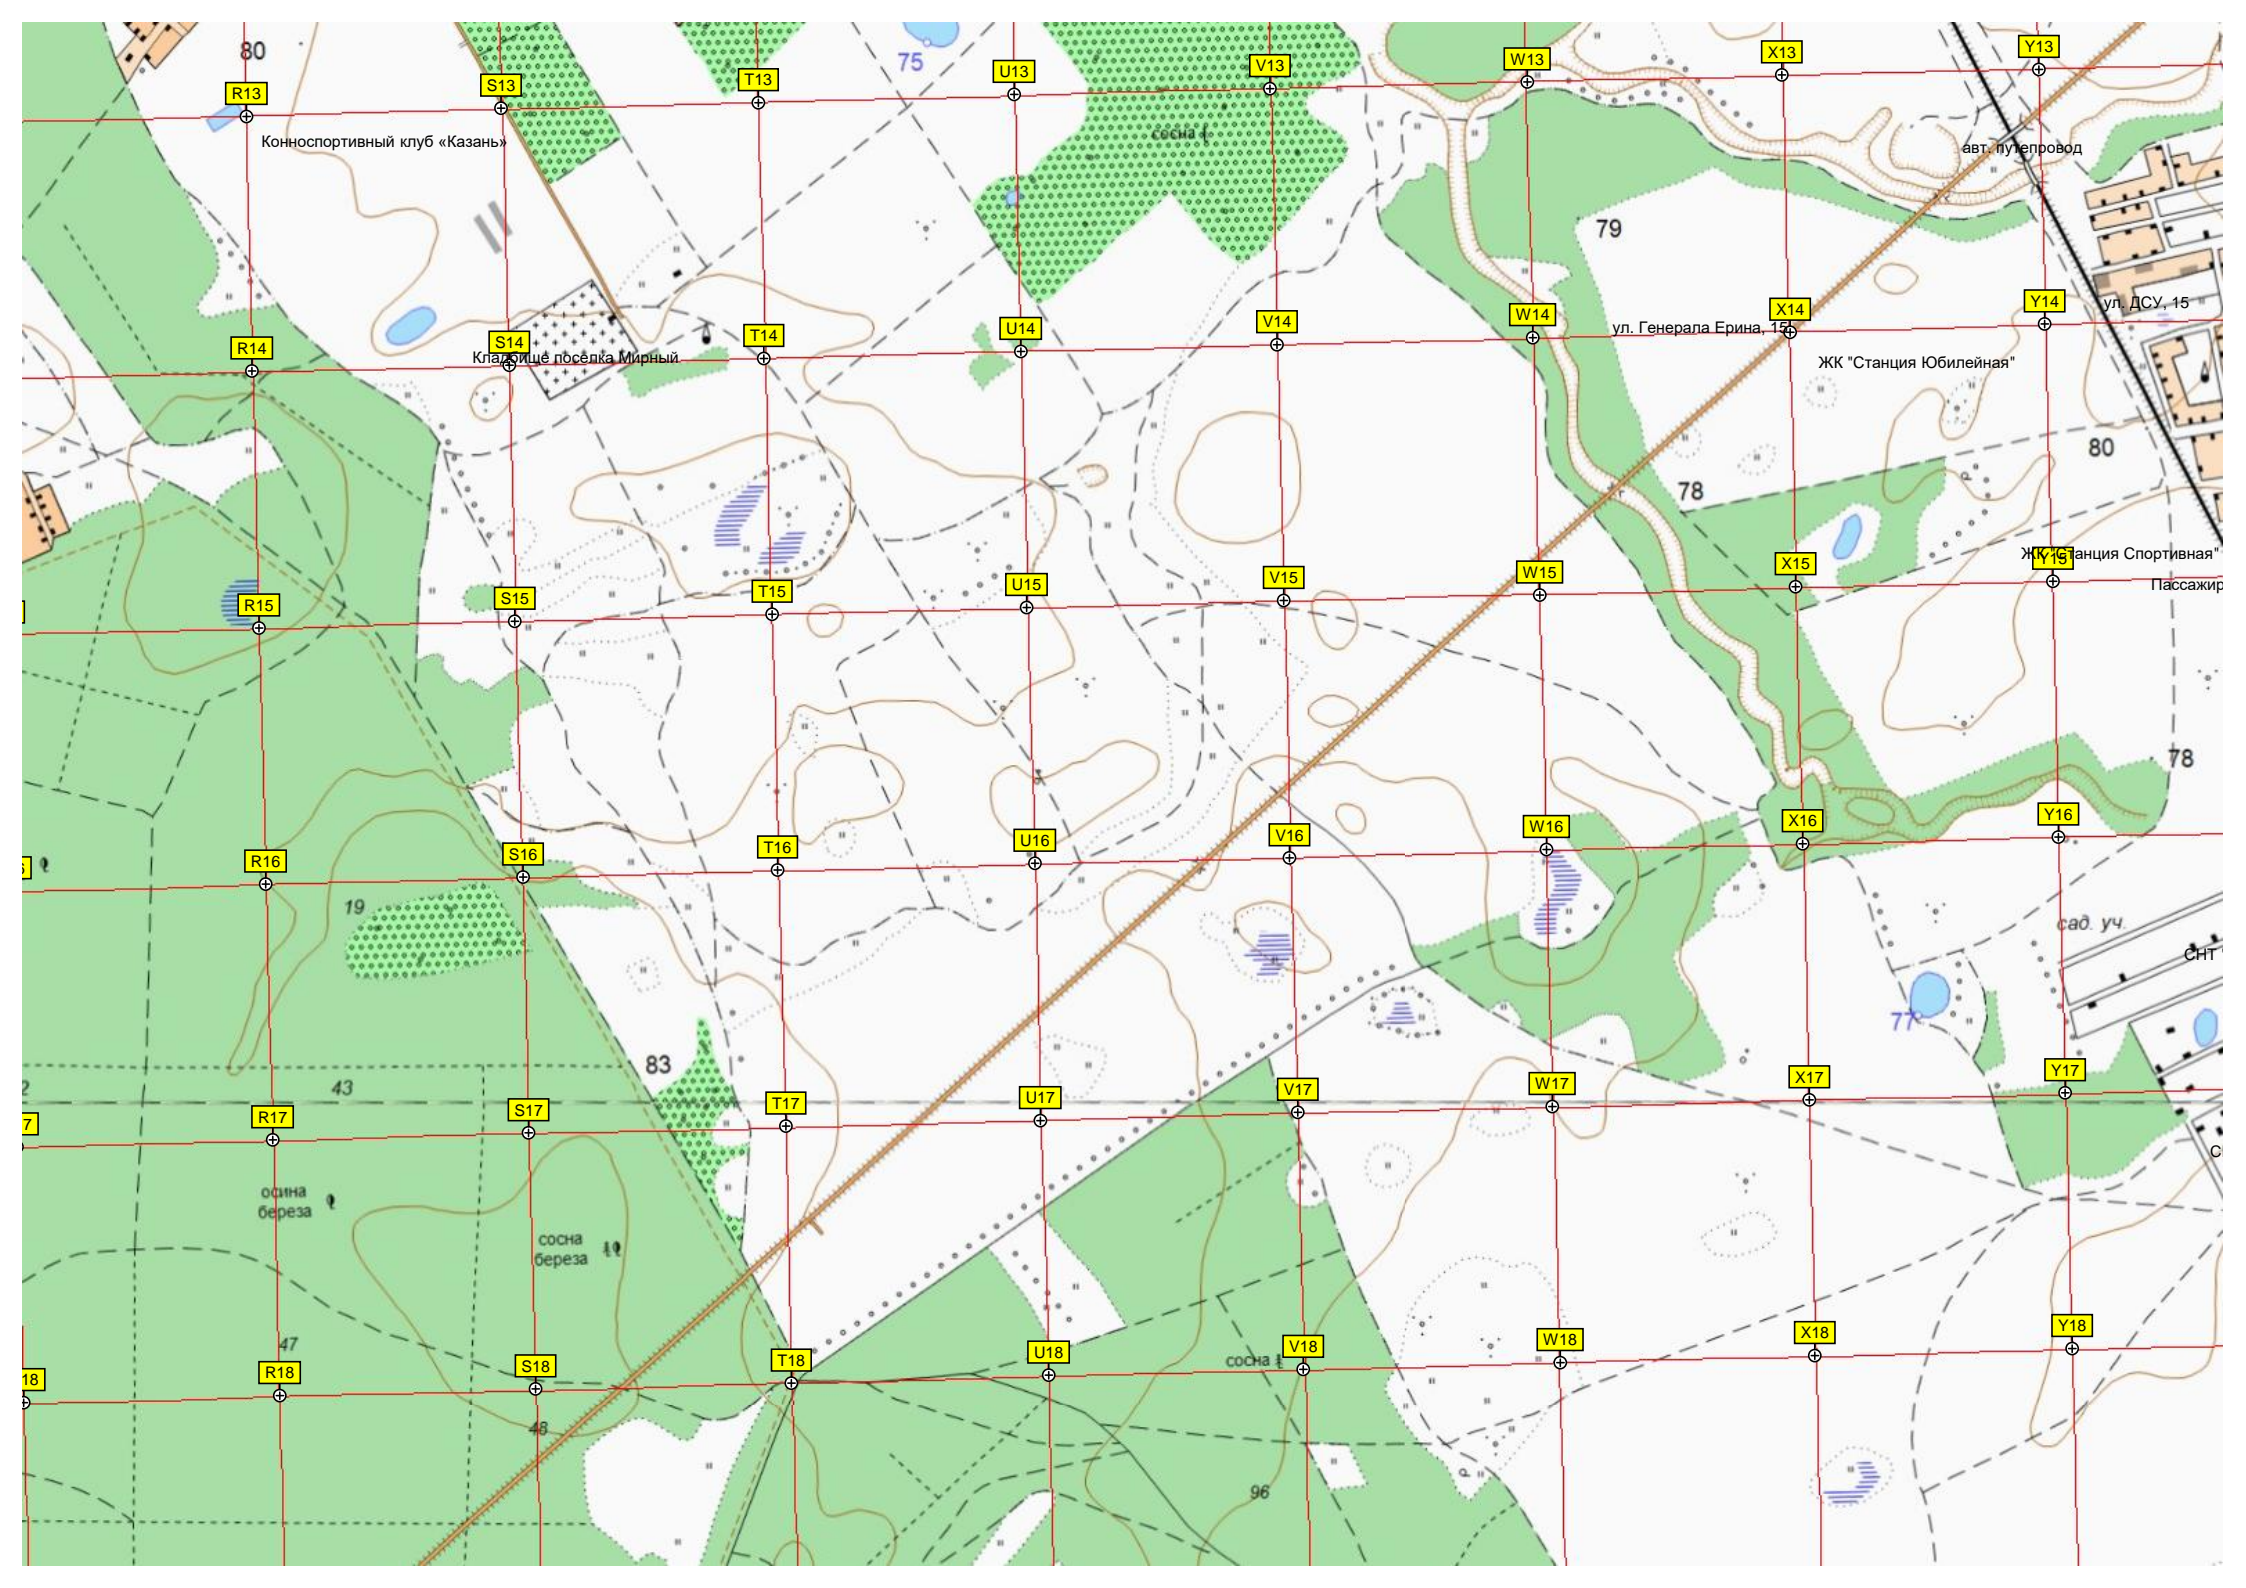 80
75
R13
S13
T13
U13
V13
W13
X13
Y13
Конноспортивный клуб «Казань»
сосна
авт. путепровод
79
R14
S14
T14
U14
V14
W14
X14
Y14
ул. Генерала Ерина, 15
ул. ДСУ, 15
Кладбище поселка Мирный
ЖК "Станция Юбилейная"
80
78
ЖК "Станция Спортивная"
R15
S15
T15
U15
V15
W15
X15
Y15
Пассажир
78
R16
S16
T16
U16
V16
W16
X16
Y16
19
сад. уч.
СНТ
77
83
43
2
7
R17
S17
T17
U17
V17
W17
X17
Y17
осина
береза
сосна
береза
47
18
R18
S18
T18
U18
V18
W18
X18
Y18
сосна
48
96